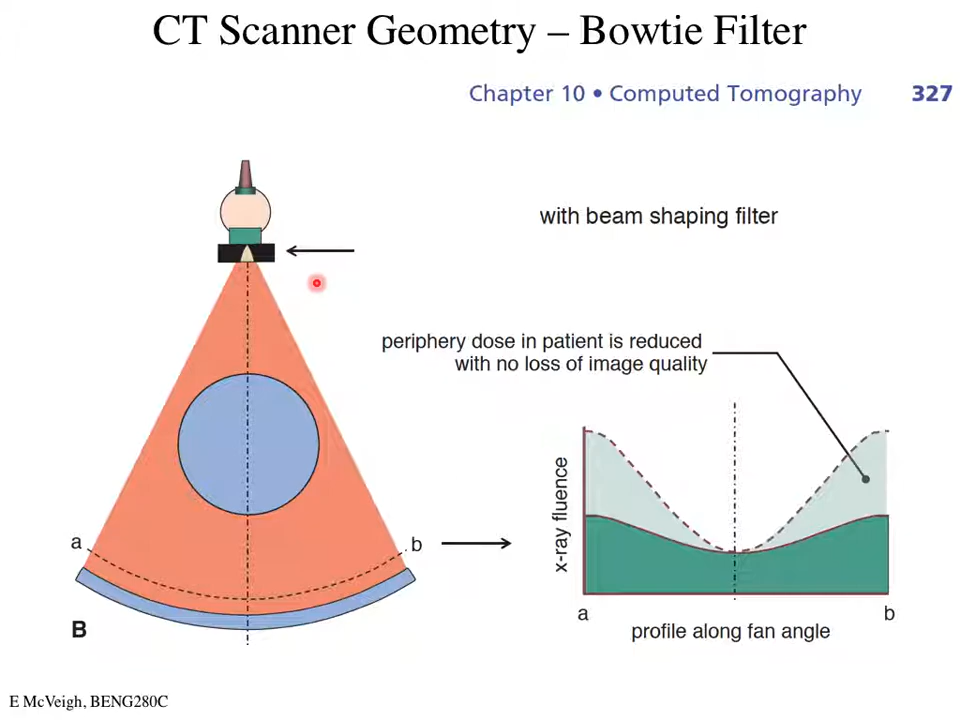 CT Scanner Geometry – Bowtie Filter
Chapter 10 • Computed Tomography 327
with beam shaping filter
periphery dose in patient is reduced
with no loss of image quality
x-ray fluence
a
b
B
a
b
profile along fan angle
E McVeigh, BENG280C